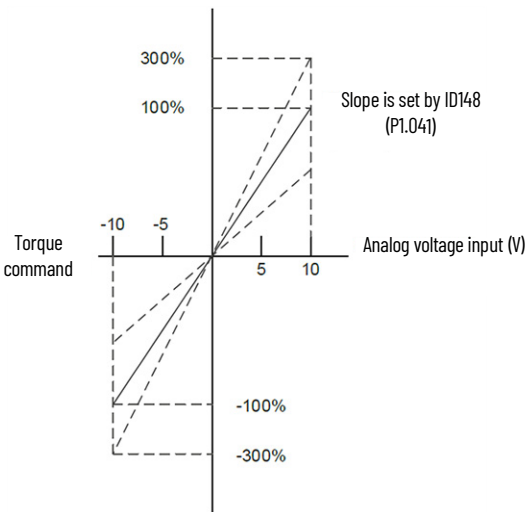 300%
100%
Slope is set by ID148
(P1.041)
-10
-5
Torque
command
Analog voltage input (V)
5
10
-100%
-300%